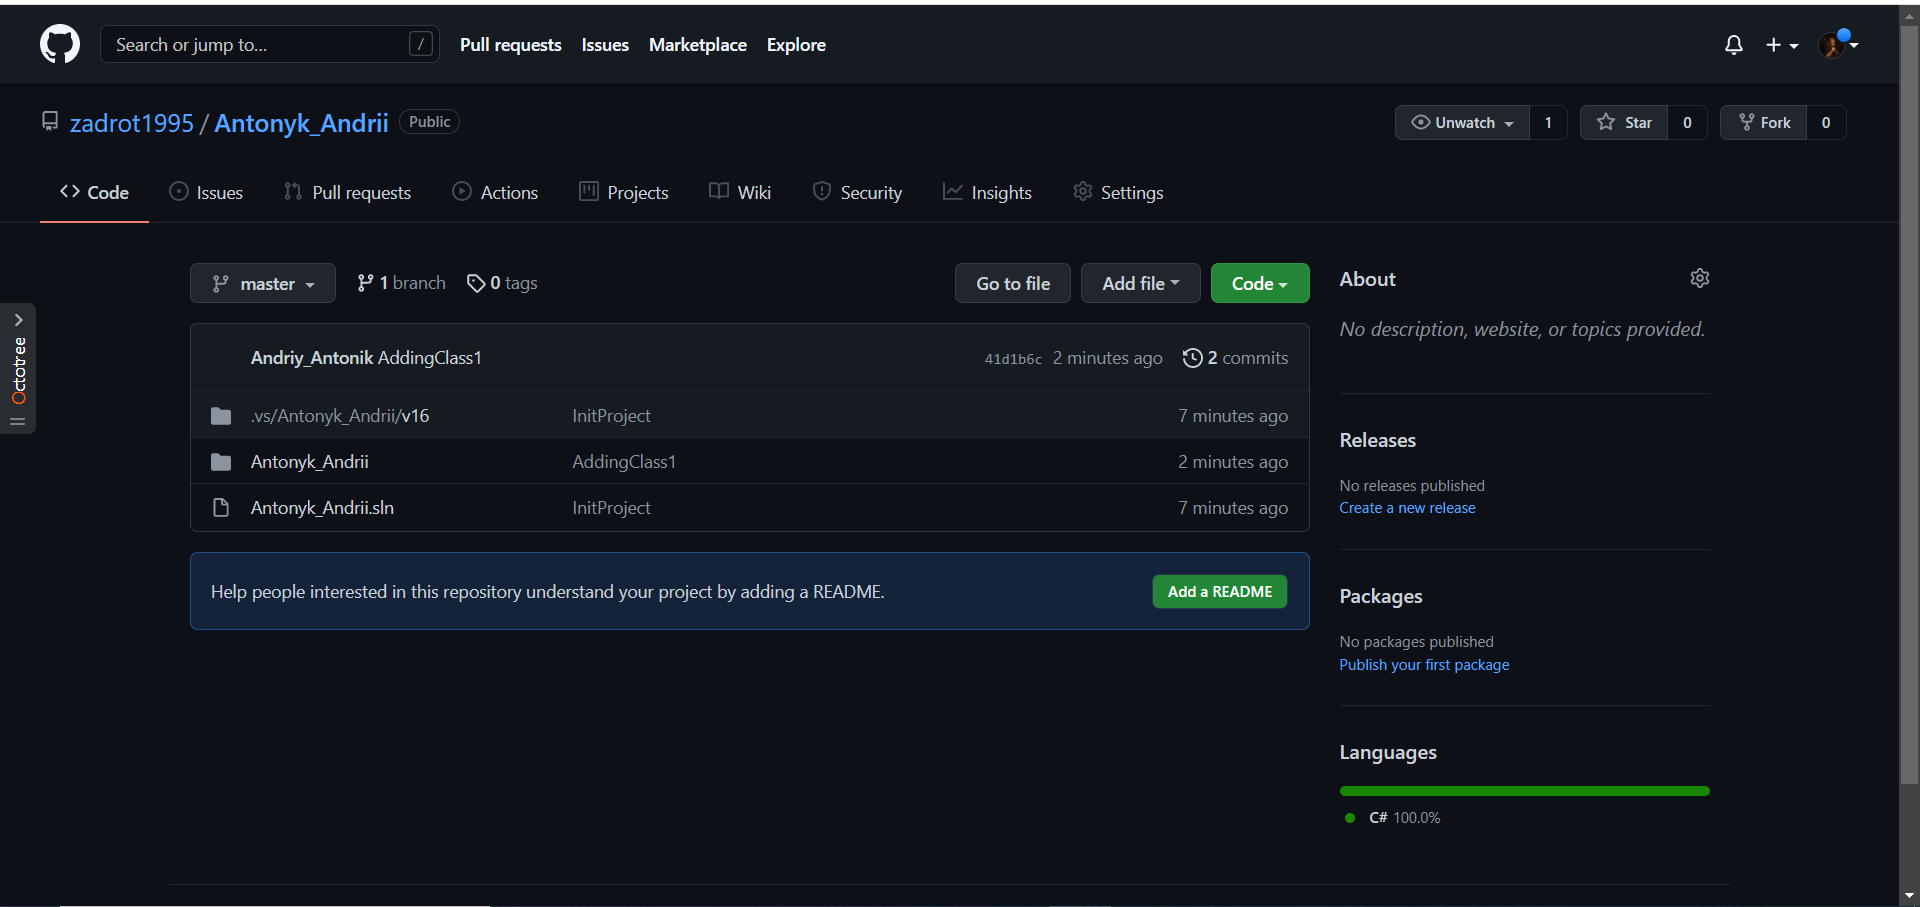 Search or jump to... /
Pull requests Issues Marketplace Explore
zadrot1995 / Antonyk_Andrii Public
Unwatch 1 Star 0 Fork 0
Code Issues Pull requests Actions Projects Wiki Security Insights Settings
master 1 branch 0 tags
Go to file Add file Code
Andriy_Antonik AddingClass1 41d1b6c 2 minutes ago 2 commits
.vs/Antonyk_Andrii/v16 InitProject 7 minutes ago
Antonyk_Andrii AddingClass1 2 minutes ago
Antonyk_Andrii.sln InitProject 7 minutes ago
Help people interested in this repository understand your project by adding a README. Add a README
About
No description, website, or topics provided.
Releases
No releases published
Create a new release
Packages
No packages published
Publish your first package
Languages
C# 100.0%
Octotree